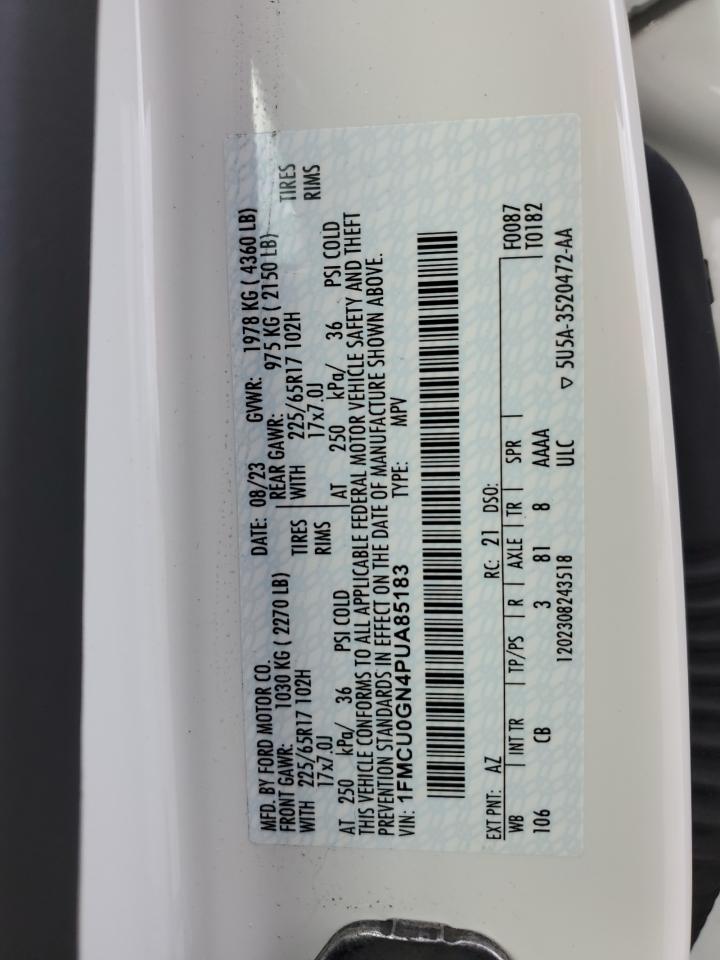 MFD. BY FORD MOTOR CO.
DATE: 08/23 GVWR: 1978 KG ( 4360 LB)
FRONT GAWR: 1030 KG ( 2270 LB) REAR GAWR: 975 KG ( 2150 LB)
WITH 225/65R17 102H TIRES WITH 225/65R17 102H TIRES
17x7.0J RIMS 17x7.0J RIMS
AT 250 kPa/ 36 PSI COLD AT 250 kPa/ 36 PSI COLD
THIS VEHICLE CONFORMS TO ALL APPLICABLE FEDERAL MOTOR VEHICLE SAFETY AND THEFT
PREVENTION STANDARDS IN EFFECT ON THE DATE OF MANUFACTURE SHOWN ABOVE.
VIN: 1FMCU0GN4PUA85183 TYPE: MPV
EXT PNT: AZ RC: 21 DSO:
WB INT TR TP/PS R AXLE TR SPR F0087
106 CB 3 81 8 AAAA T0182
1202308243518 ULC ▽ 5U5A-3520472-AA